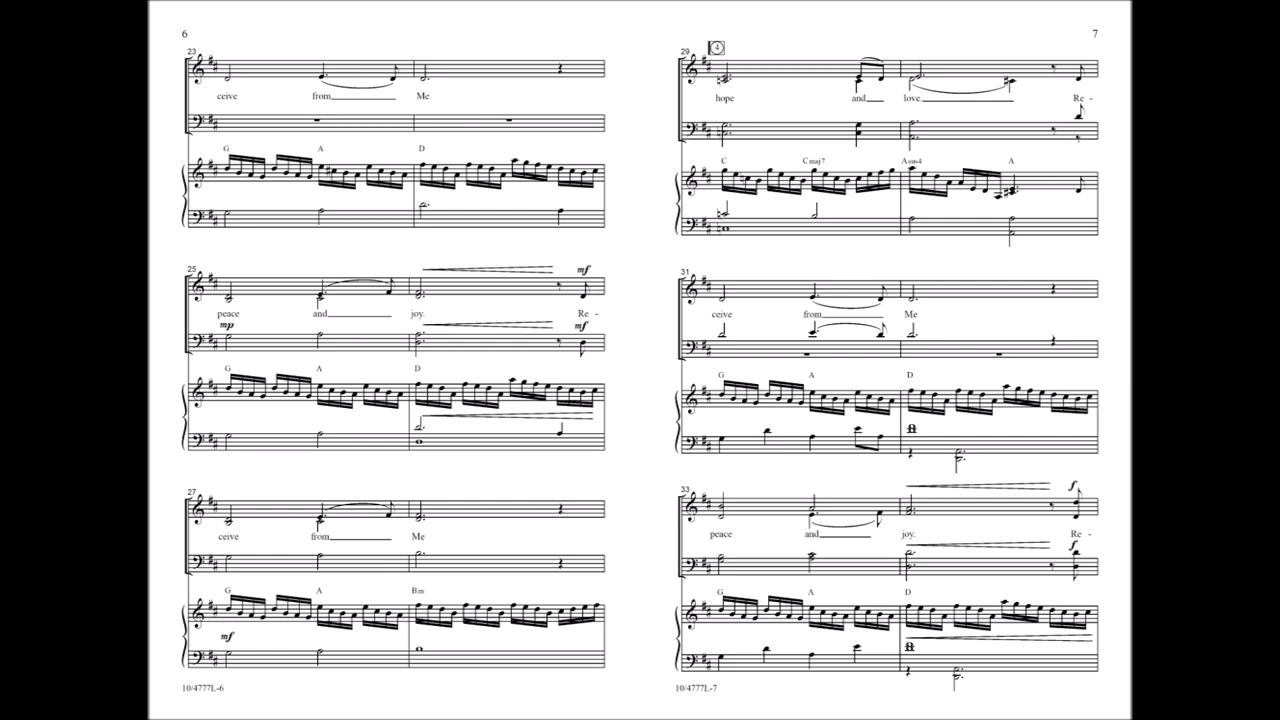 6
23
ceive from Me
G A D
25
mf
peace and joy. Re -
mp mf
G A D
27
ceive from Me
G A Bm
mf
10/4777L-6
7
29 4
hope and love. Re -
C Cmaj7 Asus4 A
31
ceive from Me
G A D
33
f
peace and joy. Re -
f
G A D
10/4777L-7